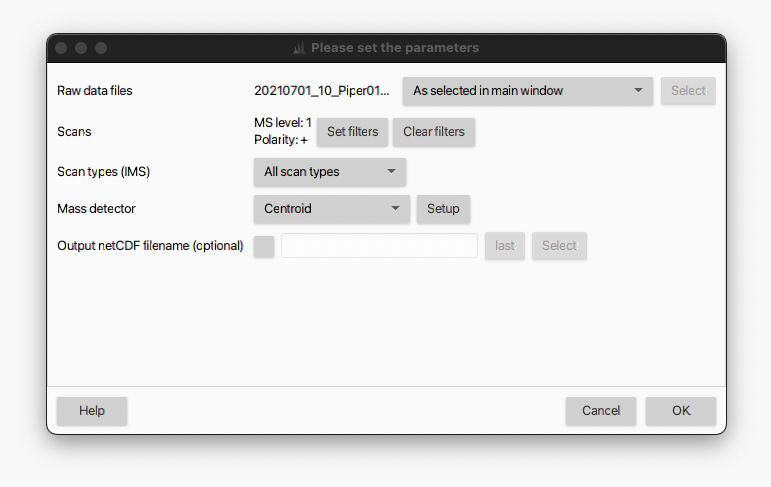 Please set the parameters
Raw data files 20210701_10_Piper01... As selected in main window Select
Scans MS level: 1 Set filters Clear filters
Polarity: +
Scan types (IMS) All scan types
Mass detector Centroid Setup
Output netCDF filename (optional) last Select
Help Cancel OK